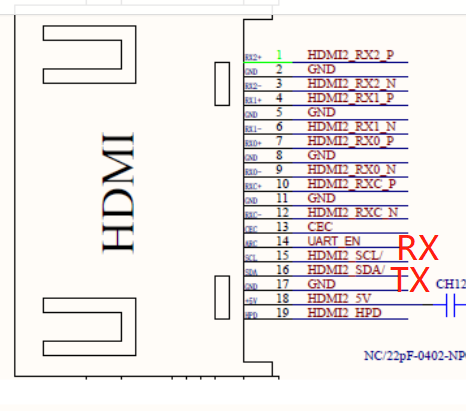 HDMI
RX2+ 1 HDMI2_RX2_P
GND 2 GND
RX2- 3 HDMI2_RX2_N
RX1+ 4 HDMI2_RX1_P
GND 5 GND
RX1- 6 HDMI2_RX1_N
RX0+ 7 HDMI2_RX0_P
GND 8 GND
RX0- 9 HDMI2_RX0_N
RXC+ 10 HDMI2_RXC_P
GND 11 GND
RXC- 12 HDMI2_RXC_N
CEC 13 CEC
ARC 14 UART_EN
SCL 15 HDMI2_SCL/ RX
SDA 16 HDMI2_SDA/ TX
GND 17 GND
+5V 18 HDMI2_5V
HPD 19 HDMI2_HPD
CH12
NC/22pF-0402-NP0